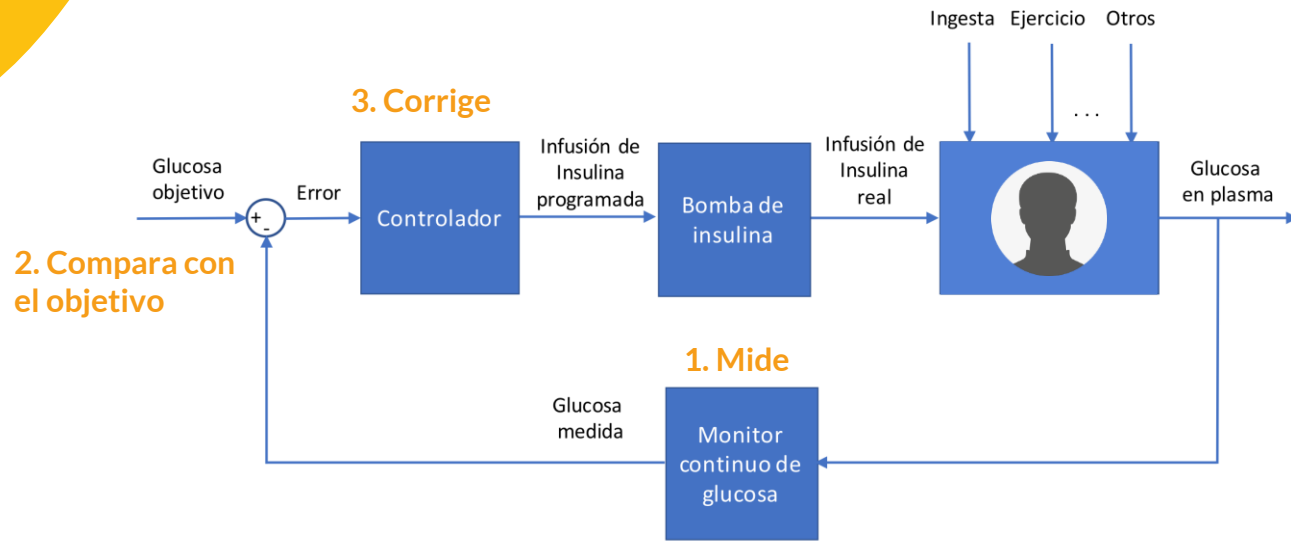 Ingesta Ejercicio Otros
. . .
3. Corrige
Glucosa
objetivo
+
-
Error
Controlador
Infusión de
Insulina
programada
Bomba de
insulina
Infusión de
Insulina
real
Glucosa
en plasma
2. Compara con
el objetivo
1. Mide
Glucosa
medida
Monitor
continuo de
glucosa